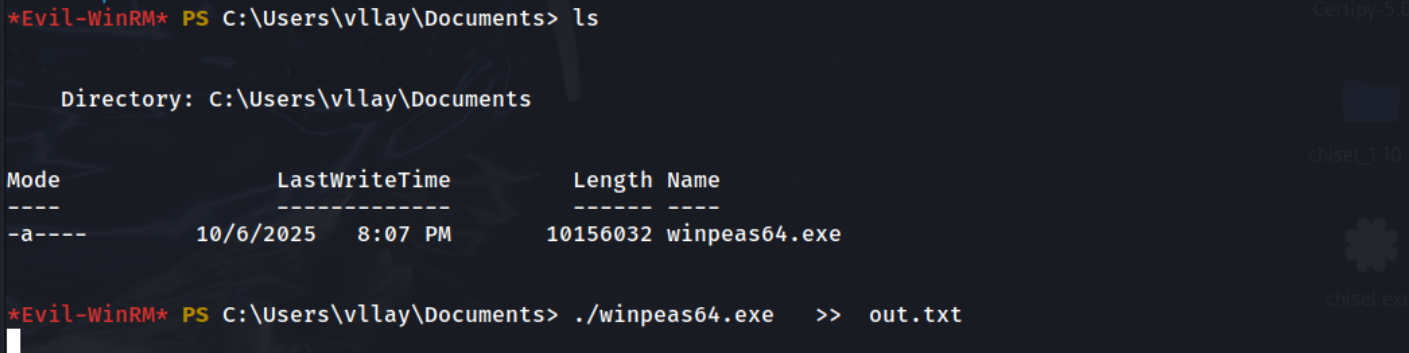 *Evil-WinRM* PS C:\Users\vllay\Documents> ls
Directory: C:\Users\vllay\Documents
Mode                LastWriteTime         Length Name
----                -------------         ------ ----
-a----        10/6/2025   8:07 PM       10156032 winpeas64.exe
*Evil-WinRM* PS C:\Users\vllay\Documents> ./winpeas64.exe   >>  out.txt
Certipy-5.0
chisel_1.10.
chisel.exe